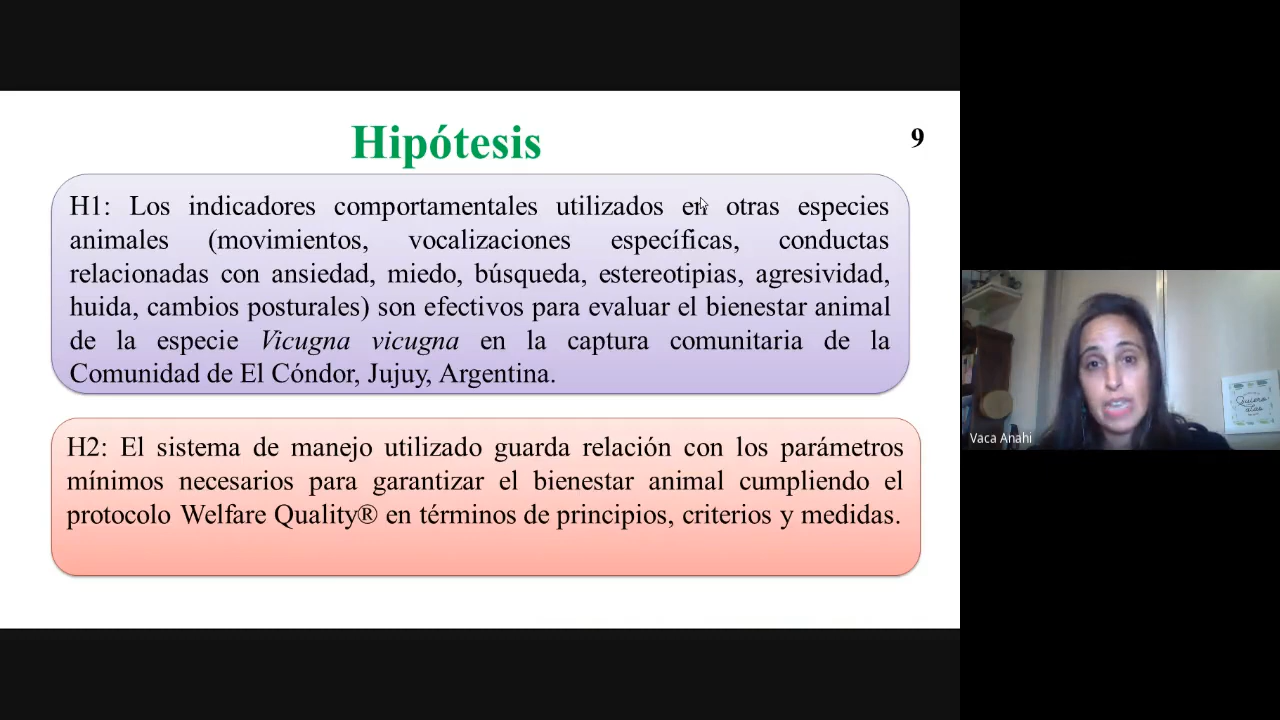 Hipótesis
9
H1: Los indicadores comportamentales utilizados en otras especies
animales (movimientos, vocalizaciones específicas, conductas
relacionadas con ansiedad, miedo, búsqueda, estereotipias, agresividad,
huida, cambios posturales) son efectivos para evaluar el bienestar animal
de la especie Vicugna vicugna en la captura comunitaria de la
Comunidad de El Cóndor, Jujuy, Argentina.
H2: El sistema de manejo utilizado guarda relación con los parámetros
mínimos necesarios para garantizar el bienestar animal cumpliendo el
protocolo Welfare Quality® en términos de principios, criterios y medidas.
Vaca Anahi